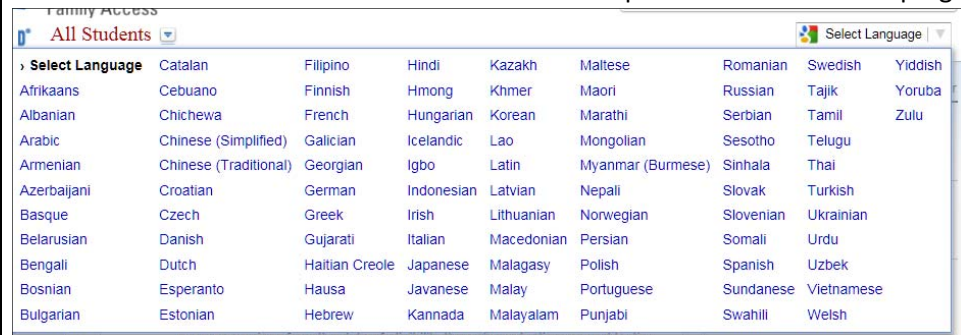 Family Access
All Students
Select Language
› Select Language Catalan Filipino Hindi Kazakh Maltese Romanian Swedish Yiddish
Afrikaans Cebuano Finnish Hmong Khmer Maori Russian Tajik Yoruba
Albanian Chichewa French Hungarian Korean Marathi Serbian Tamil Zulu
Arabic Chinese (Simplified) Galician Icelandic Lao Mongolian Sesotho Telugu
Armenian Chinese (Traditional) Georgian Igbo Latin Myanmar (Burmese) Sinhala Thai
Azerbaijani Croatian German Indonesian Latvian Nepali Slovak Turkish
Basque Czech Greek Irish Lithuanian Norwegian Slovenian Ukrainian
Belarusian Danish Gujarati Italian Macedonian Persian Somali Urdu
Bengali Dutch Haitian Creole Japanese Malagasy Polish Spanish Uzbek
Bosnian Esperanto Hausa Javanese Malay Portuguese Sundanese Vietnamese
Bulgarian Estonian Hebrew Kannada Malayalam Punjabi Swahili Welsh